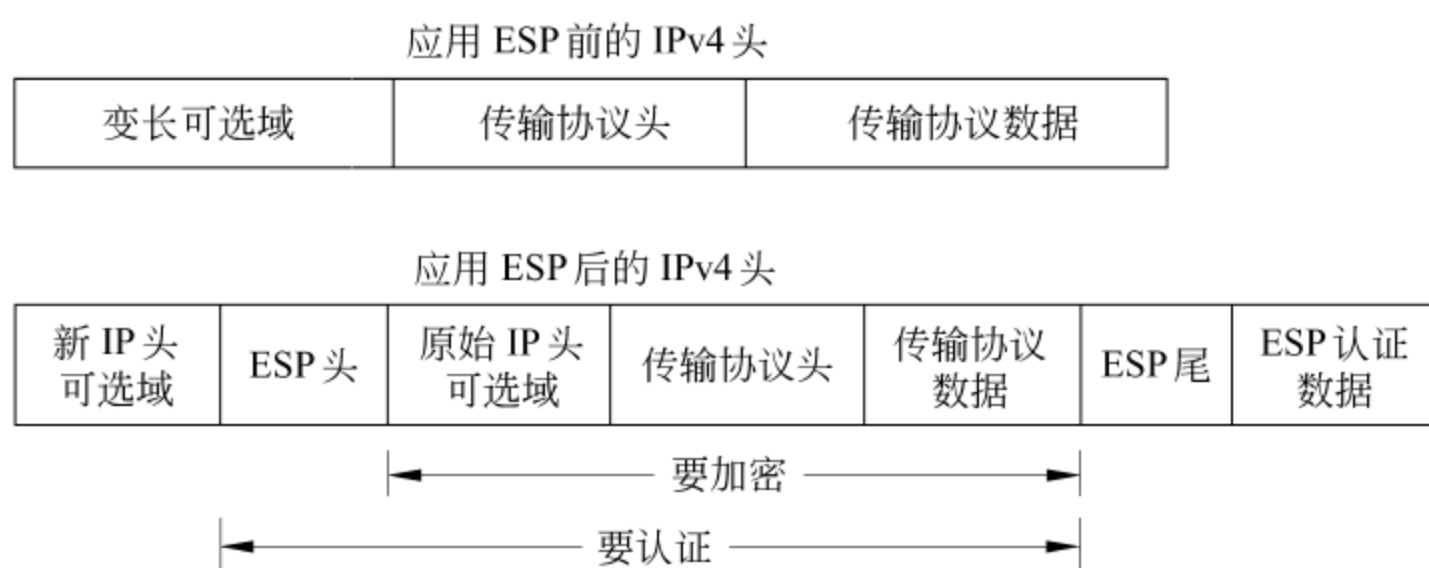 应用 ESP 前的 IPv4 头
变长可选域 传输协议头 传输协议数据
应用 ESP 后的 IPv4 头
新 IP 头 原始 IP 头 传输协议 ESP 认证
ESP 头 传输协议头 ESP 尾
可选域 可选域 数据 数据
要加密
要认证